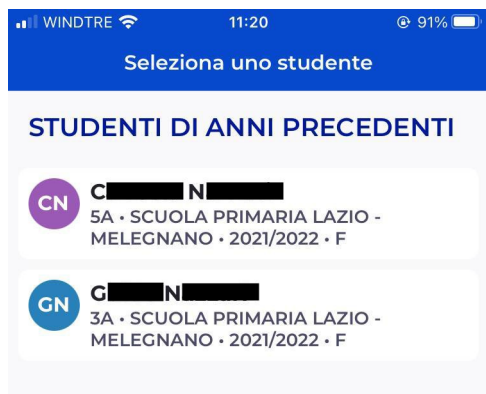 WINDTRE 11:20 91%
Seleziona uno studente
STUDENTI DI ANNI PRECEDENTI
CN
C N
5A • SCUOLA PRIMARIA LAZIO -
MELEGNANO • 2021/2022 • F
GN
G N
3A • SCUOLA PRIMARIA LAZIO -
MELEGNANO • 2021/2022 • F